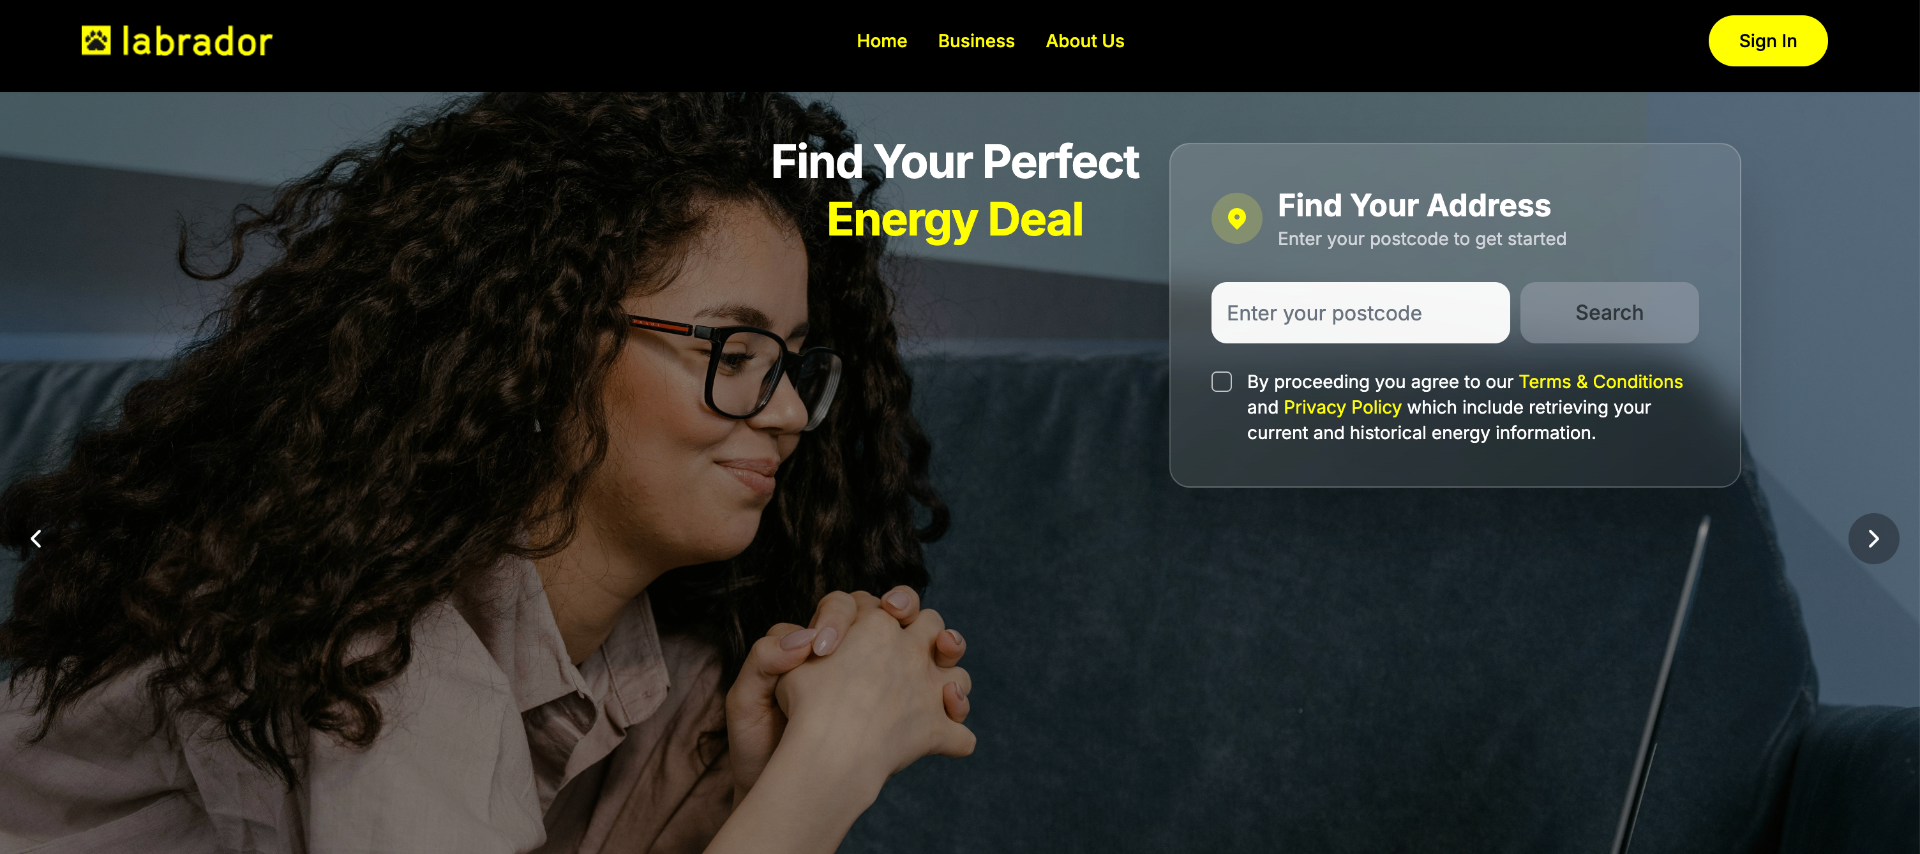 labrador
Home
Business
About Us
Sign In
Find Your Perfect
Energy Deal
Find Your Address
Enter your postcode to get started
Enter your postcode
Search
By proceeding you agree to our Terms & Conditions
and Privacy Policy which include retrieving your
current and historical energy information.